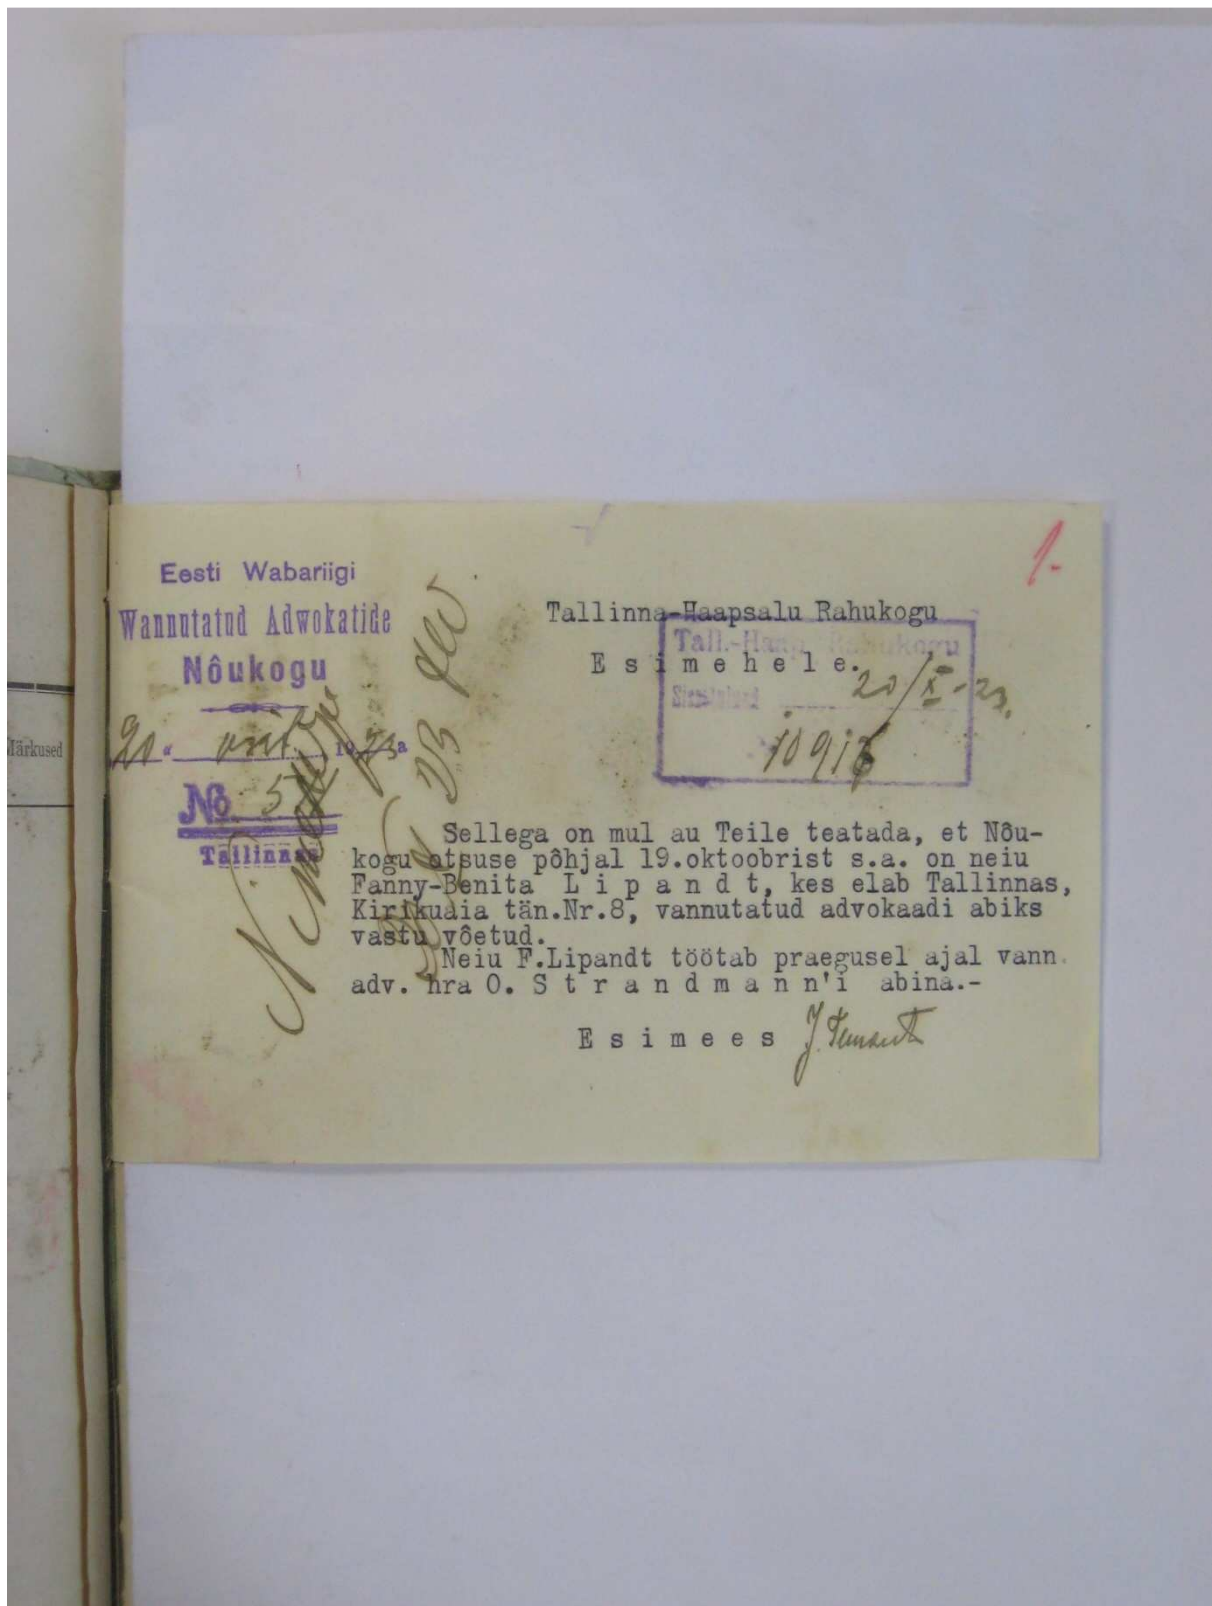 1.
Eesti Wabariigi
Wannutatud Adwokatide
Nõukogu
20 " okt. 1923 a
No 5
Tallinnas
Tallinna-Haapsalu Rahukogu
Esimehele.
Tall.-Haap. Rahukogu
20/X-23.
10916
Sellega on mul au Teile teatada, et Nõu-
kogu otsuse põhjal 19.oktoobrist s.a. on neiu
Fanny-Benita Lipandt, kes elab Tallinnas,
Kirikuaia tän.Nr.8, vannutatud advokaadi abiks
vastu võetud.
Neiu F.Lipandt töötab praegusel ajal vann.
adv. hra O. Strandmann'i abina.-
Esimees
Märkused